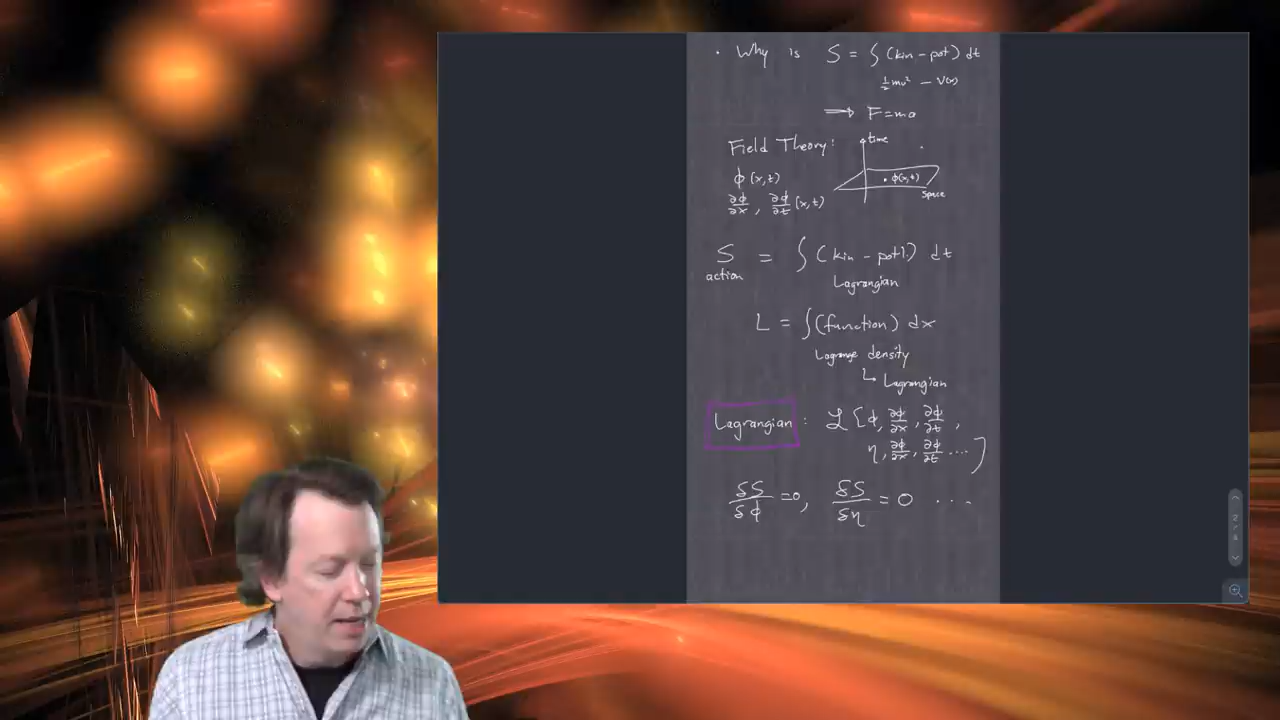 • Why is S = ∫ (kin - pot) dt
½mv² - V(x)
⟹ F=ma
Field Theory: time
ϕ(x,t) • ϕ(x,t)
∂ϕ/∂x , ∂ϕ/∂t (x,t) space
S = ∫ (kin - pot'l.) dt
action Lagrangian
L = ∫(function) dx
Lagrange density
↳ Lagrangian
Lagrangian : ℒ [ϕ, ∂ϕ/∂x , ∂ϕ/∂t ,
η, ∂ϕ/∂x , ∂ϕ/∂t ....]
δS/δϕ =0, δS/δη = 0 ...
2
/